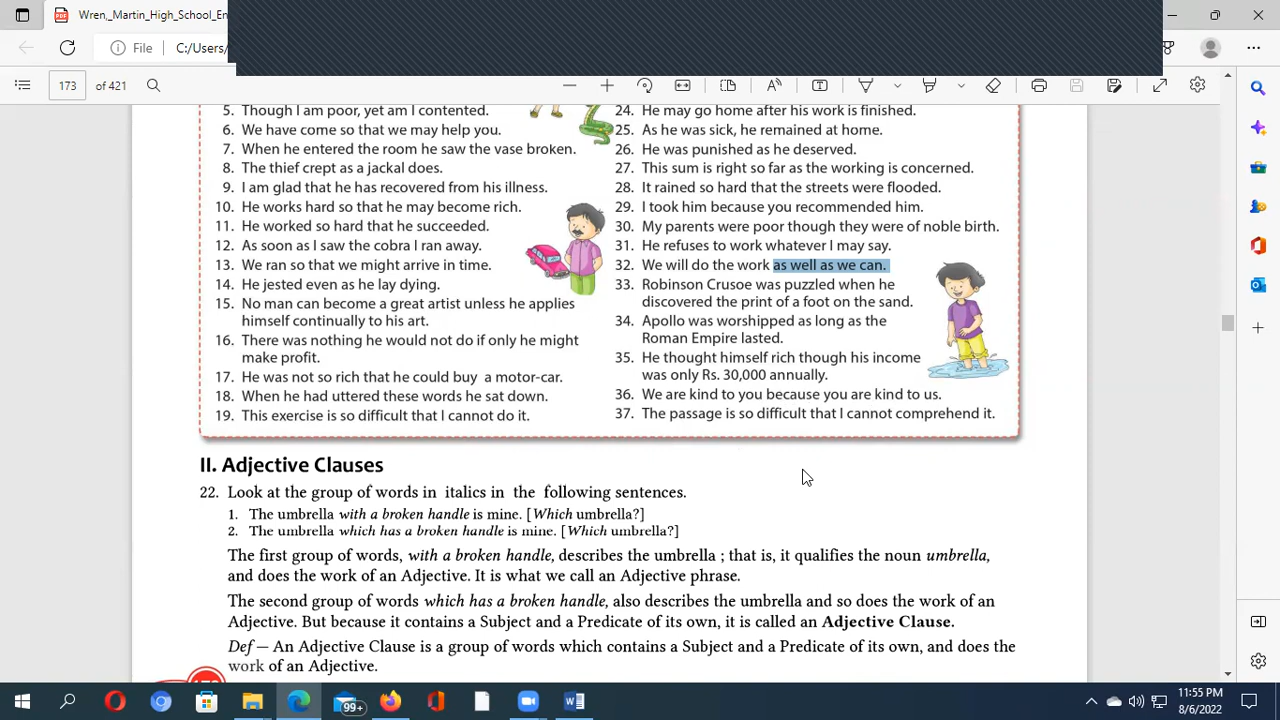 File
C:/Users/
173 of 421
5. Though I am poor, yet am I contented.
6. We have come so that we may help you.
7. When he entered the room he saw the vase broken.
8. The thief crept as a jackal does.
9. I am glad that he has recovered from his illness.
10. He works hard so that he may become rich.
11. He worked so hard that he succeeded.
12. As soon as I saw the cobra I ran away.
13. We ran so that we might arrive in time.
14. He jested even as he lay dying.
15. No man can become a great artist unless he applies
himself continually to his art.
16. There was nothing he would not do if only he might
make profit.
17. He was not so rich that he could buy a motor-car.
18. When he had uttered these words he sat down.
19. This exercise is so difficult that I cannot do it.
24. He may go home after his work is finished.
25. As he was sick, he remained at home.
26. He was punished as he deserved.
27. This sum is right so far as the working is concerned.
28. It rained so hard that the streets were flooded.
29. I took him because you recommended him.
30. My parents were poor though they were of noble birth.
31. He refuses to work whatever I may say.
32. We will do the work as well as we can.
33. Robinson Crusoe was puzzled when he
discovered the print of a foot on the sand.
34. Apollo was worshipped as long as the
Roman Empire lasted.
35. He thought himself rich though his income
was only Rs. 30,000 annually.
36. We are kind to you because you are kind to us.
37. The passage is so difficult that I cannot comprehend it.
II. Adjective Clauses
22. Look at the group of words in italics in the following sentences.
1. The umbrella with a broken handle is mine. [Which umbrella?]
2. The umbrella which has a broken handle is mine. [Which umbrella?]
The first group of words, with a broken handle, describes the umbrella ; that is, it qualifies the noun umbrella,
and does the work of an Adjective. It is what we call an Adjective phrase.
The second group of words which has a broken handle, also describes the umbrella and so does the work of an
Adjective. But because it contains a Subject and a Predicate of its own, it is called an Adjective Clause.
Def — An Adjective Clause is a group of words which contains a Subject and a Predicate of its own, and does the
work of an Adjective.
99+
11:55 PM
8/6/2022